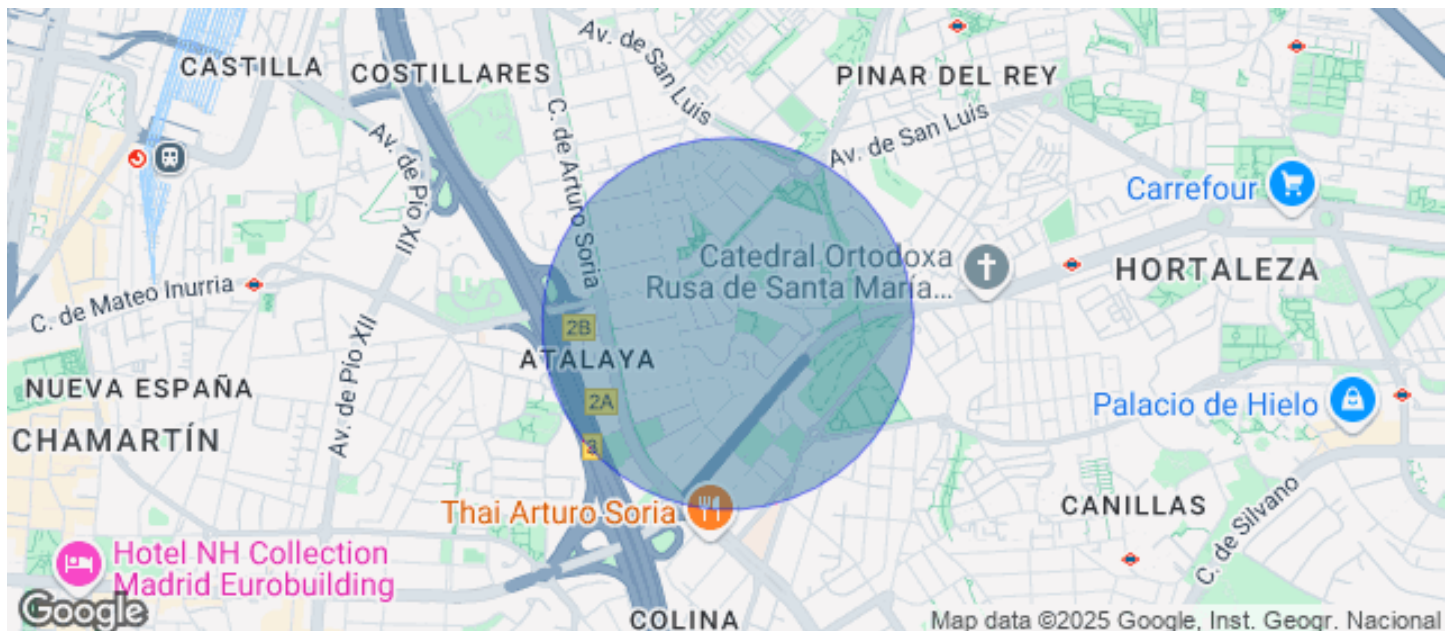 Av. de San Luis
CASTILLA
COSTILLARES
PINAR DEL REY
C. de Arturo Soria
Av. de San Luis
Av. de Pío XII
Carrefour
Catedral Ortodoxa
Rusa de Santa María...
HORTALEZA
C. de Mateo Inurria
2B
ATALAYA
NUEVA ESPAÑA
Av. de Pío XII
2A
Palacio de Hielo
CHAMARTÍN
3
Thai Arturo Soria
CANILLAS
C. de Silvano
Hotel NH Collection
Madrid Eurobuilding
COLINA
Google
Map data ©2025 Google, Inst. Geogr. Nacional